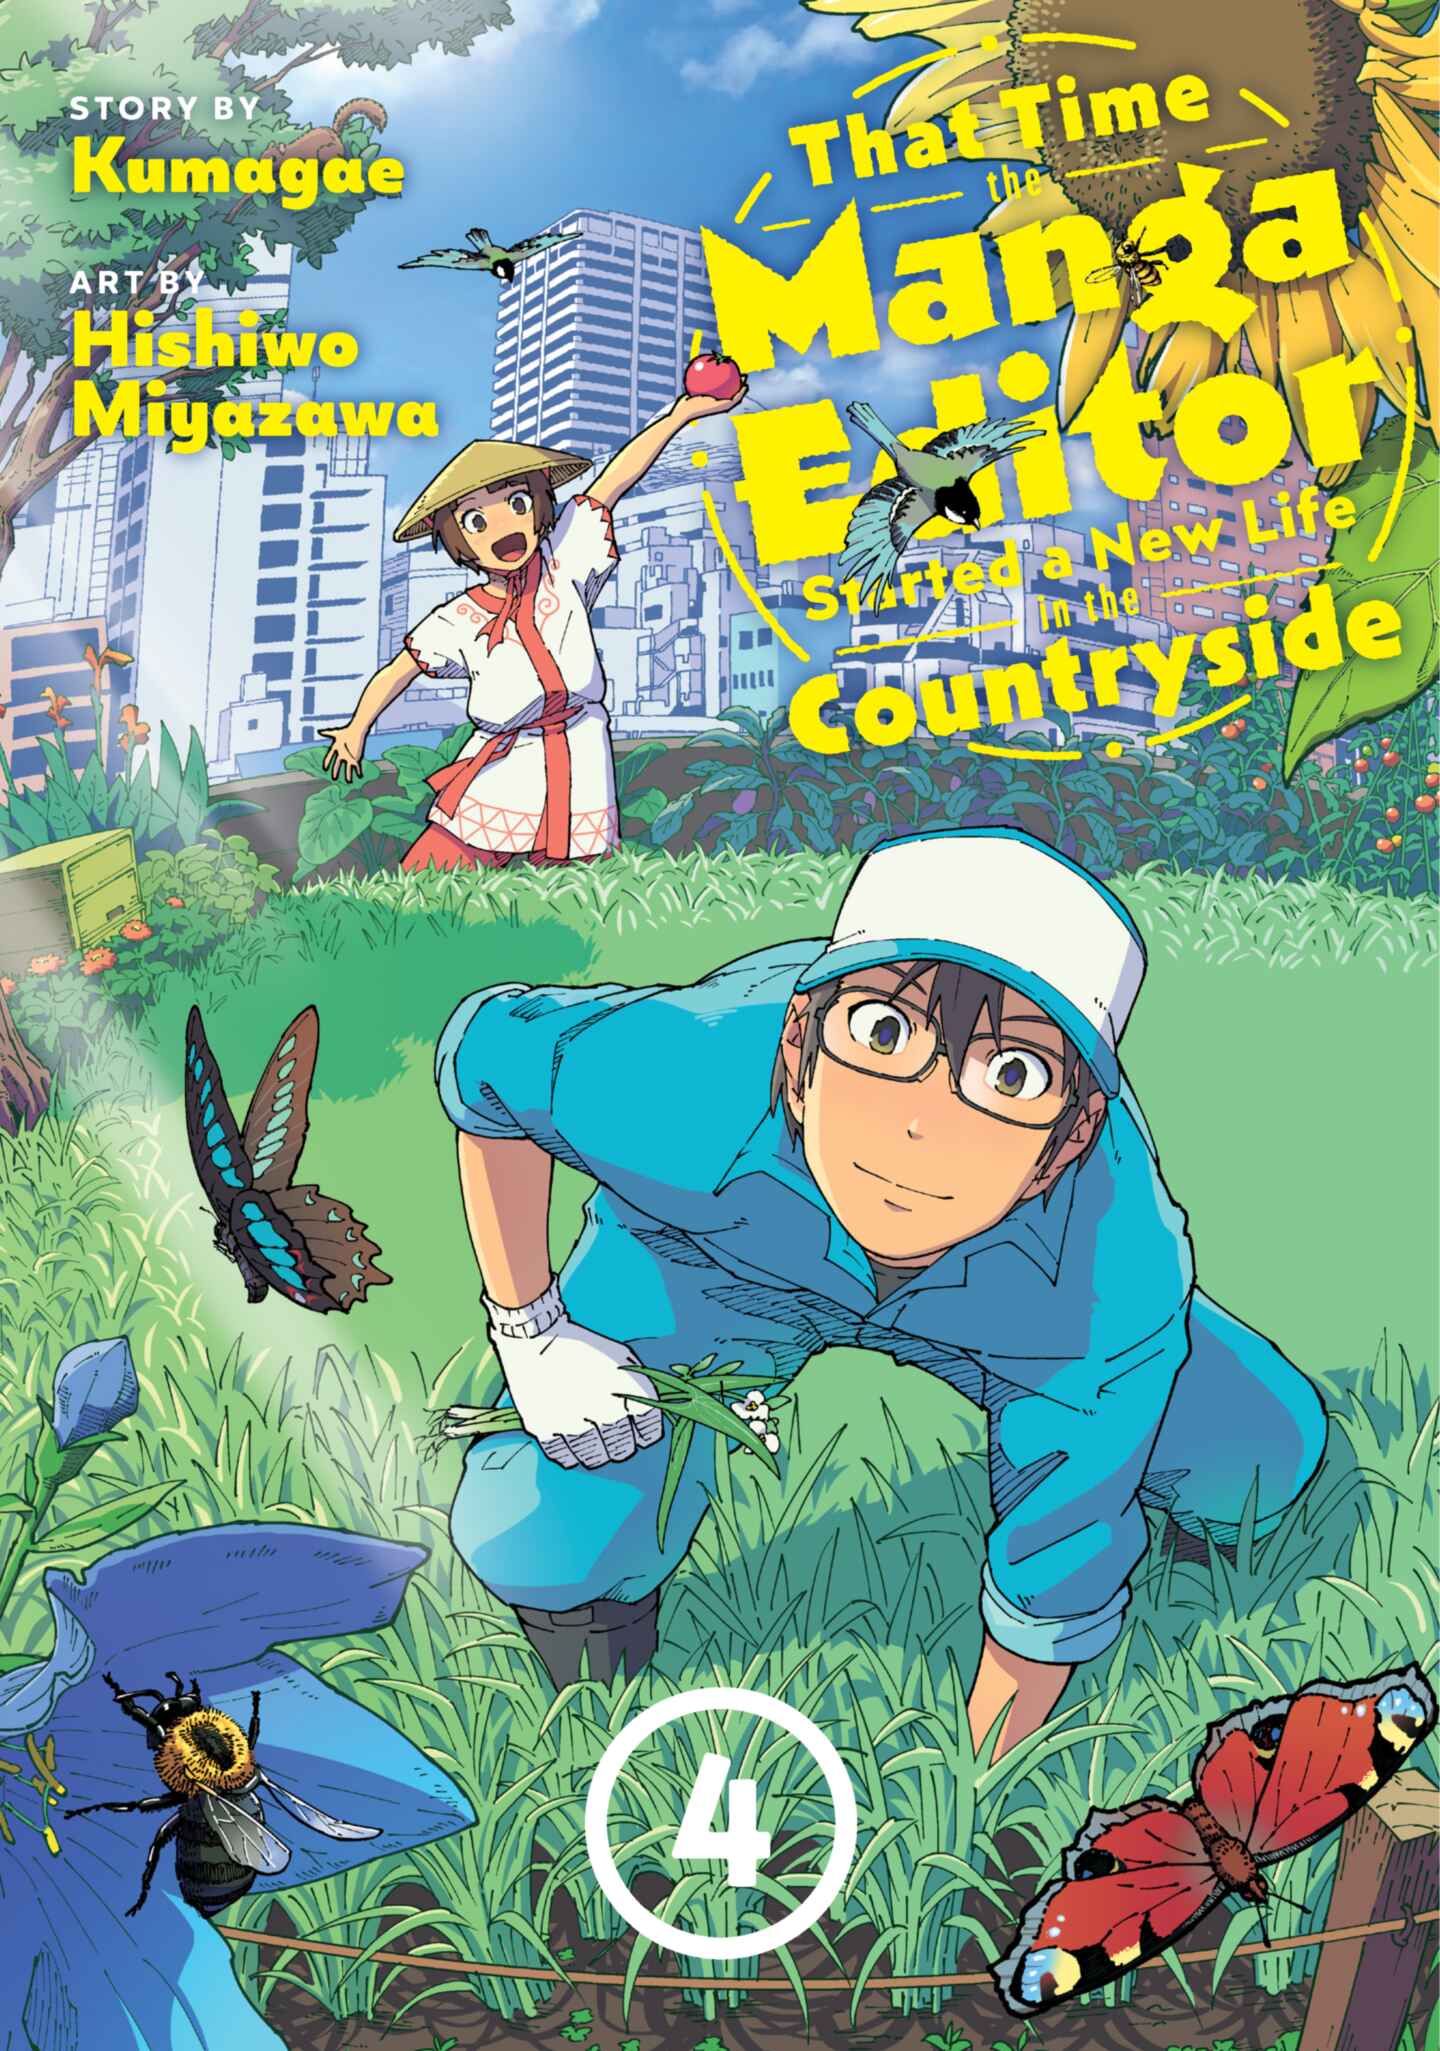 STORY BY
Kumagae
ART BY
Hishiwo
Miyazawa
That Time
the
Manga
Editor
Started a New Life
in the
Countryside
4